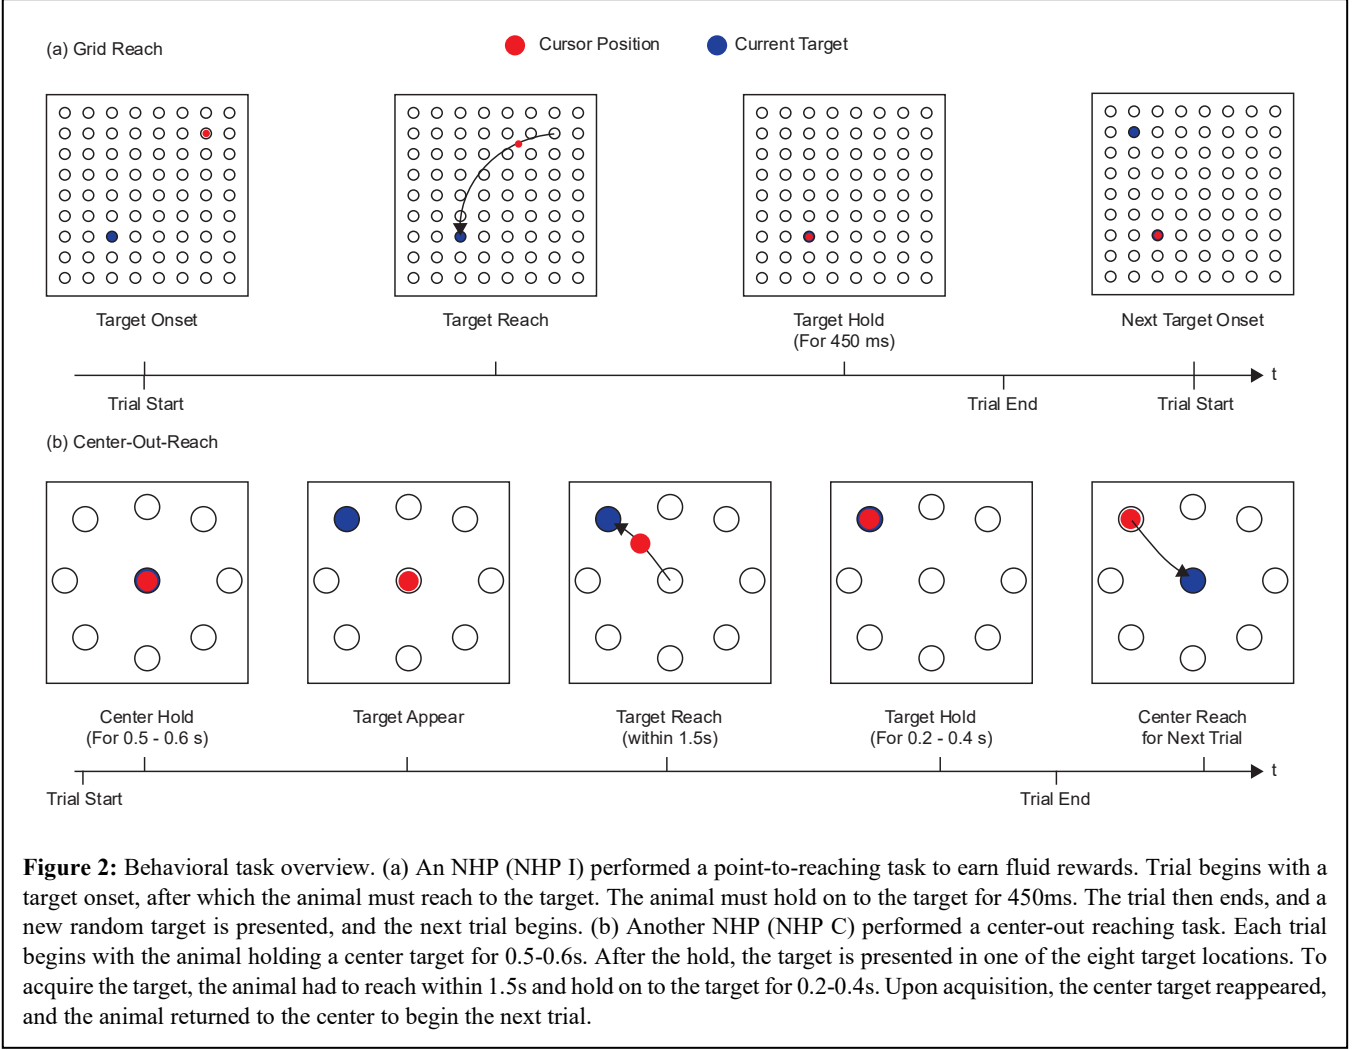 (a) Grid Reach
Cursor Position
Current Target
Target Onset
Target Reach
Target Hold
(For 450 ms)
Next Target Onset
t
Trial Start
Trial End
Trial Start
(b) Center-Out-Reach
Center Hold
(For 0.5 - 0.6 s)
Target Appear
Target Reach
(within 1.5s)
Target Hold
(For 0.2 - 0.4 s)
Center Reach
for Next Trial
t
Trial Start
Trial End
Figure 2: Behavioral task overview. (a) An NHP (NHP I) performed a point-to-reaching task to earn fluid rewards. Trial begins with a
target onset, after which the animal must reach to the target. The animal must hold on to the target for 450ms. The trial then ends, and a
new random target is presented, and the next trial begins. (b) Another NHP (NHP C) performed a center-out reaching task. Each trial
begins with the animal holding a center target for 0.5-0.6s. After the hold, the target is presented in one of the eight target locations. To
acquire the target, the animal had to reach within 1.5s and hold on to the target for 0.2-0.4s. Upon acquisition, the center target reappeared,
and the animal returned to the center to begin the next trial.